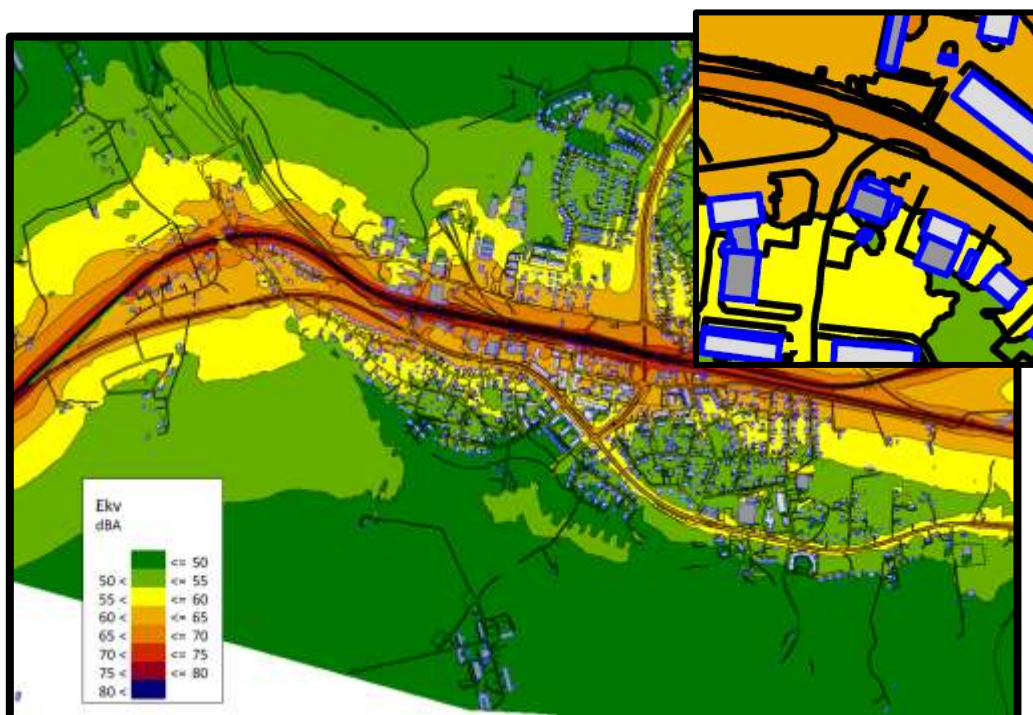 Ekv
dBA
<= 50
50 < <= 55
55 < <= 60
60 < <= 65
65 < <= 70
70 < <= 75
75 < <= 80
80 <